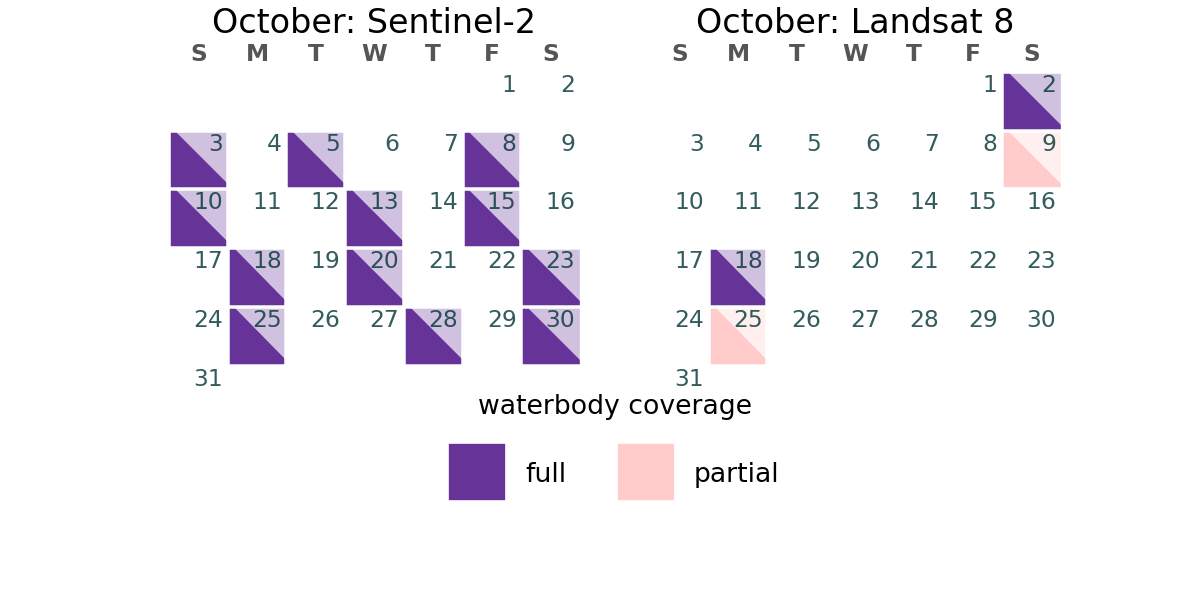 October: Sentinel-2
S M T W T F S
1 2
3 4 5 6 7 8 9
10 11 12 13 14 15 16
17 18 19 20 21 22 23
24 25 26 27 28 29 30
31
October: Landsat 8
S M T W T F S
1 2
3 4 5 6 7 8 9
10 11 12 13 14 15 16
17 18 19 20 21 22 23
24 25 26 27 28 29 30
31
waterbody coverage
full partial